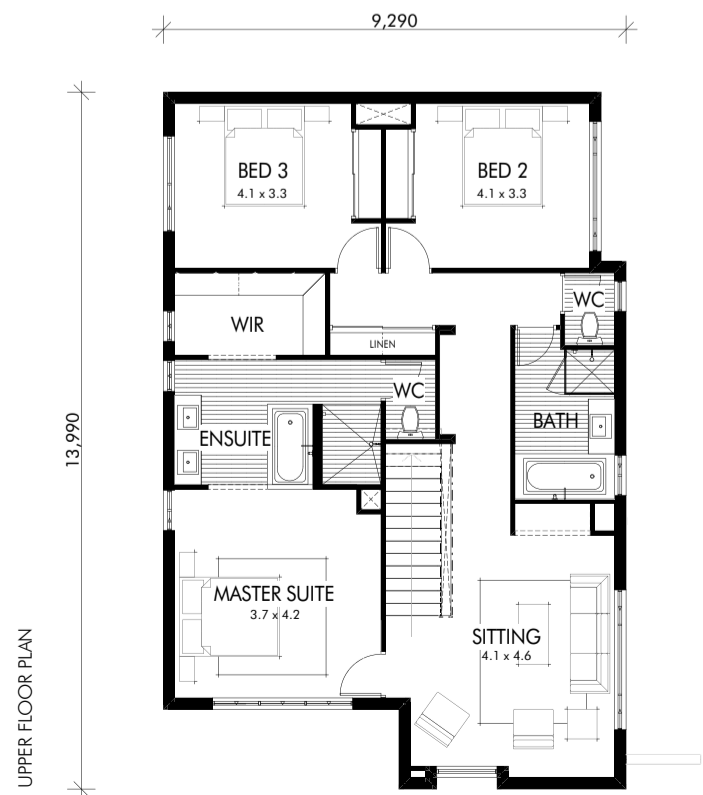 9,290
BED 3
4.1 x 3.3
BED 2
4.1 x 3.3
WC
WIR
LINEN
WC
ENSUITE
BATH
13,990
MASTER SUITE
3.7 x 4.2
SITTING
4.1 x 4.6
UPPER FLOOR PLAN